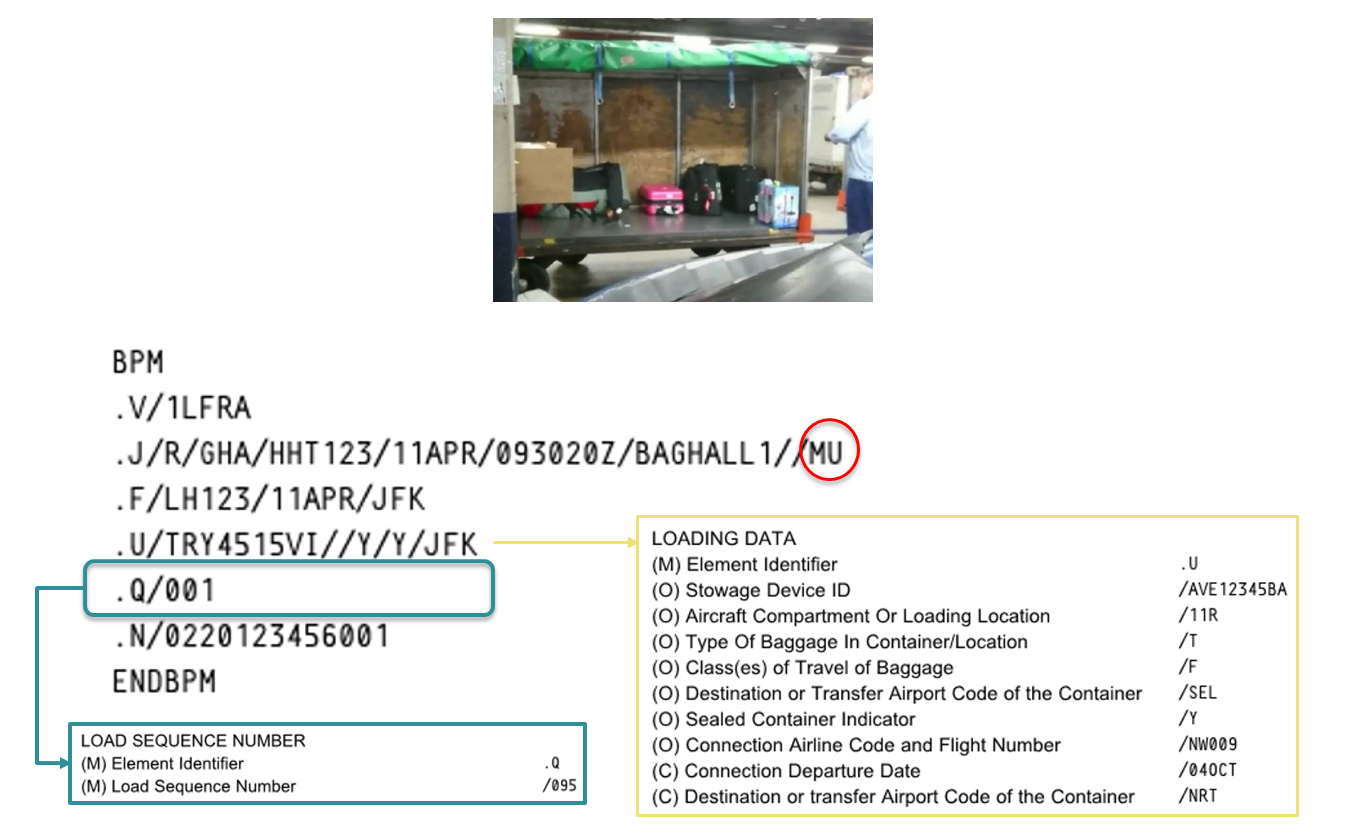 BPM
.V/1LFRA
.J/R/GHA/HHT123/11APR/093020Z/BAGHALL1//MU
.F/LH123/11APR/JFK
.U/TRY4515VI//Y/Y/JFK
.Q/001
.N/0220123456001
ENDBPM
LOADING DATA
(M) Element Identifier .U
(O) Stowage Device ID /AVE12345BA
(O) Aircraft Compartment Or Loading Location /11R
(O) Type Of Baggage In Container/Location /T
(O) Class(es) of Travel of Baggage /F
(O) Destination or Transfer Airport Code of the Container /SEL
(O) Sealed Container Indicator /Y
(O) Connection Airline Code and Flight Number /NW009
(C) Connection Departure Date /04OCT
(C) Destination or transfer Airport Code of the Container /NRT
LOAD SEQUENCE NUMBER
(M) Element Identifier .Q
(M) Load Sequence Number /095